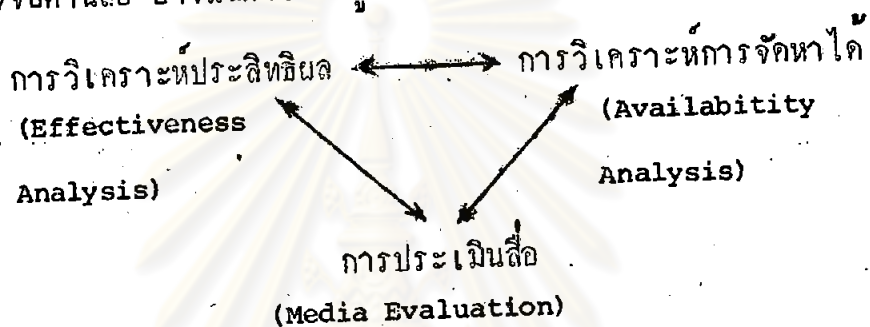 การวิเคราะห์ประสิทธิผล การวิเคราะห์การจัดหาได้
(Effectiveness (Availabitity
Analysis) Analysis)
การประเมินสื่อ
(Media Evaluation)